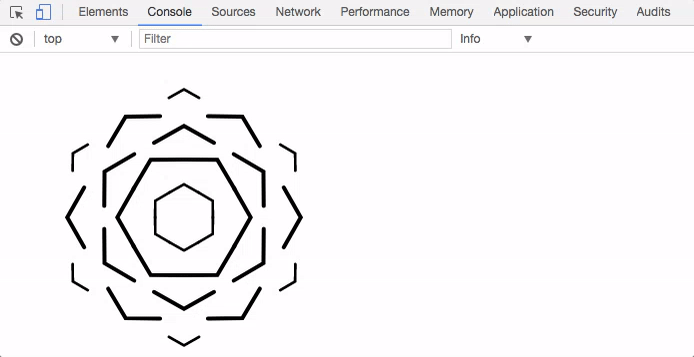 Elements Console Sources Network Performance Memory Application Security Audits
top Filter Info